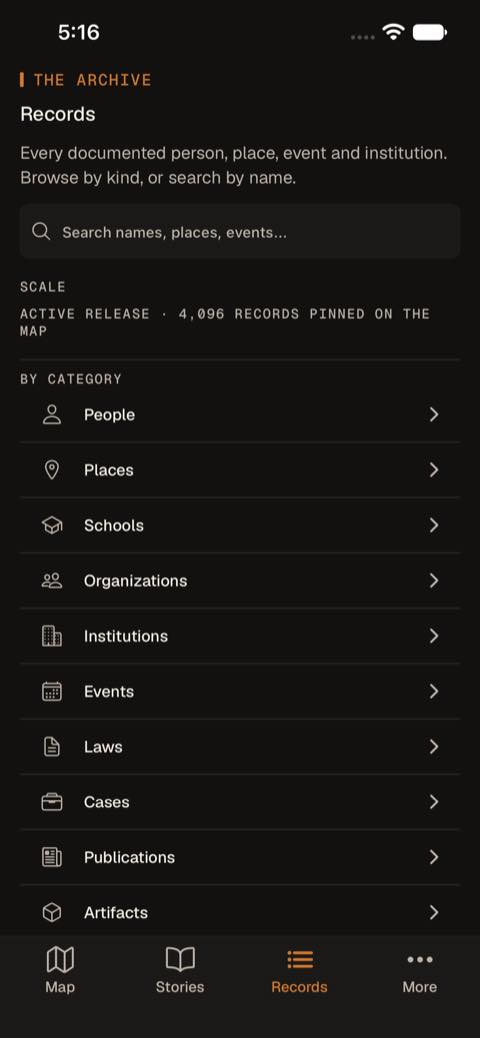 5:16
THE ARCHIVE
Records
Every documented person, place, event and institution.
Browse by kind, or search by name.
Search names, places, events...
SCALE
ACTIVE RELEASE · 4,096 RECORDS PINNED ON THE
MAP
BY CATEGORY
People
Places
Schools
Organizations
Institutions
Events
Laws
Cases
Publications
Artifacts
Map
Stories
Records
More